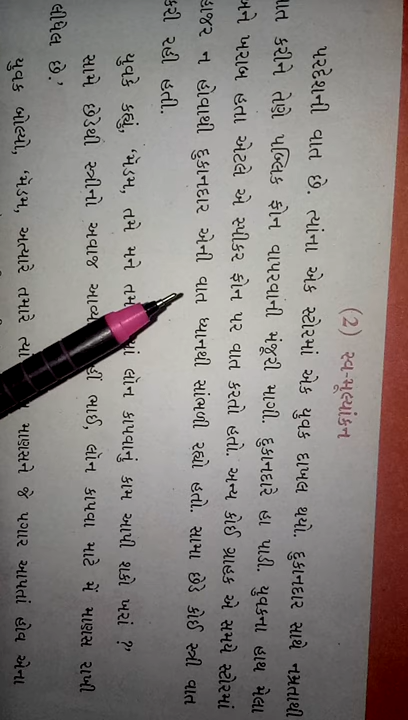 (2) સ્વ-મૂલ્યાંકન
પરદેશની વાત છે. ત્યાંના એક સ્ટોરમાં એક યુવક દાખલ થયો. દુકાનદાર સાથે નમ્રતાથી
વાત કરીને તેણે પબ્લિક ફોન વાપરવાની મંજૂરી માગી. દુકાનદારે હા પાડી. યુવકના હાથ મેલા
અને ખરાબ હતા એટલે એ સ્પીકર ફોન પર વાત કરતો હતો. અન્ય કોઈ ગ્રાહક એ સમયે સ્ટોરમાં
હાજર ન હોવાથી દુકાનદાર એની વાત ધ્યાનથી સાંભળી રહ્યો હતો. સામા છેડે કોઈ સ્ત્રી વાત
કરી રહી હતી.
યુવકે કહ્યું, 'મૅડમ, તમે મને લૉન કાપવાનું કામ આપી શકો ખરાં ?'
સામે છેડેથી સ્ત્રીનો અવાજ ભાઈ, લૉન કાપવા માટે મેં માણસ રાખી
લીધેલ છે.'
યુવક બોલ્યો, 'મૅડમ, અત્યારે તમારે માણસને જે પગાર આપતાં હોવ એના